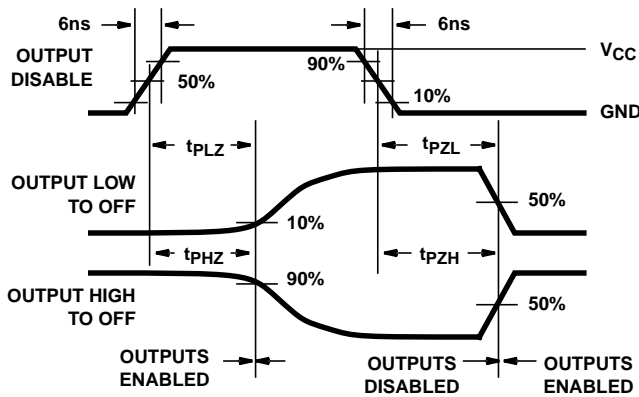 6ns
6ns
OUTPUT
DISABLE
50%
90%
10%
VCC
GND
tPLZ
tPZL
OUTPUT LOW
TO OFF
10%
50%
tPHZ
tPZH
OUTPUT HIGH
TO OFF
90%
50%
OUTPUTS
ENABLED
OUTPUTS
DISABLED
OUTPUTS
ENABLED